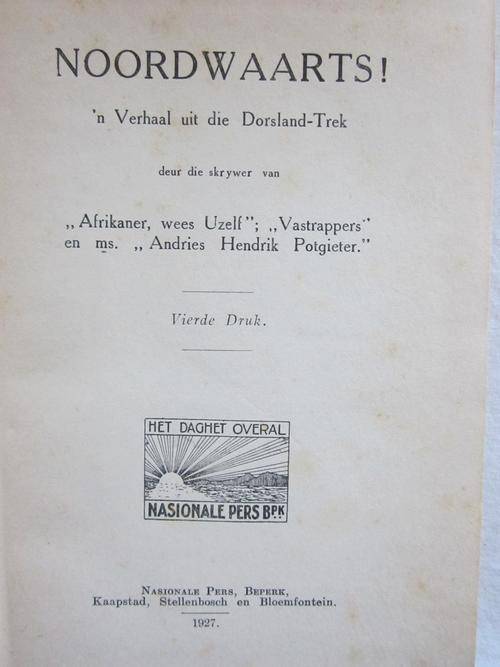 NOORDWAARTS!
'n Verhaal uit die Dorsland-Trek
deur die skrywer van
„Afrikaner, wees Uzelf”; „Vastrappers”
en ms. „Andries Hendrik Potgieter.”
Vierde Druk.
HET DAGHET OVERAL
NASIONALE PERS BPK
NASIONALE PERS, BEPERK,
Kaapstad, Stellenbosch en Bloemfontein.
1927.